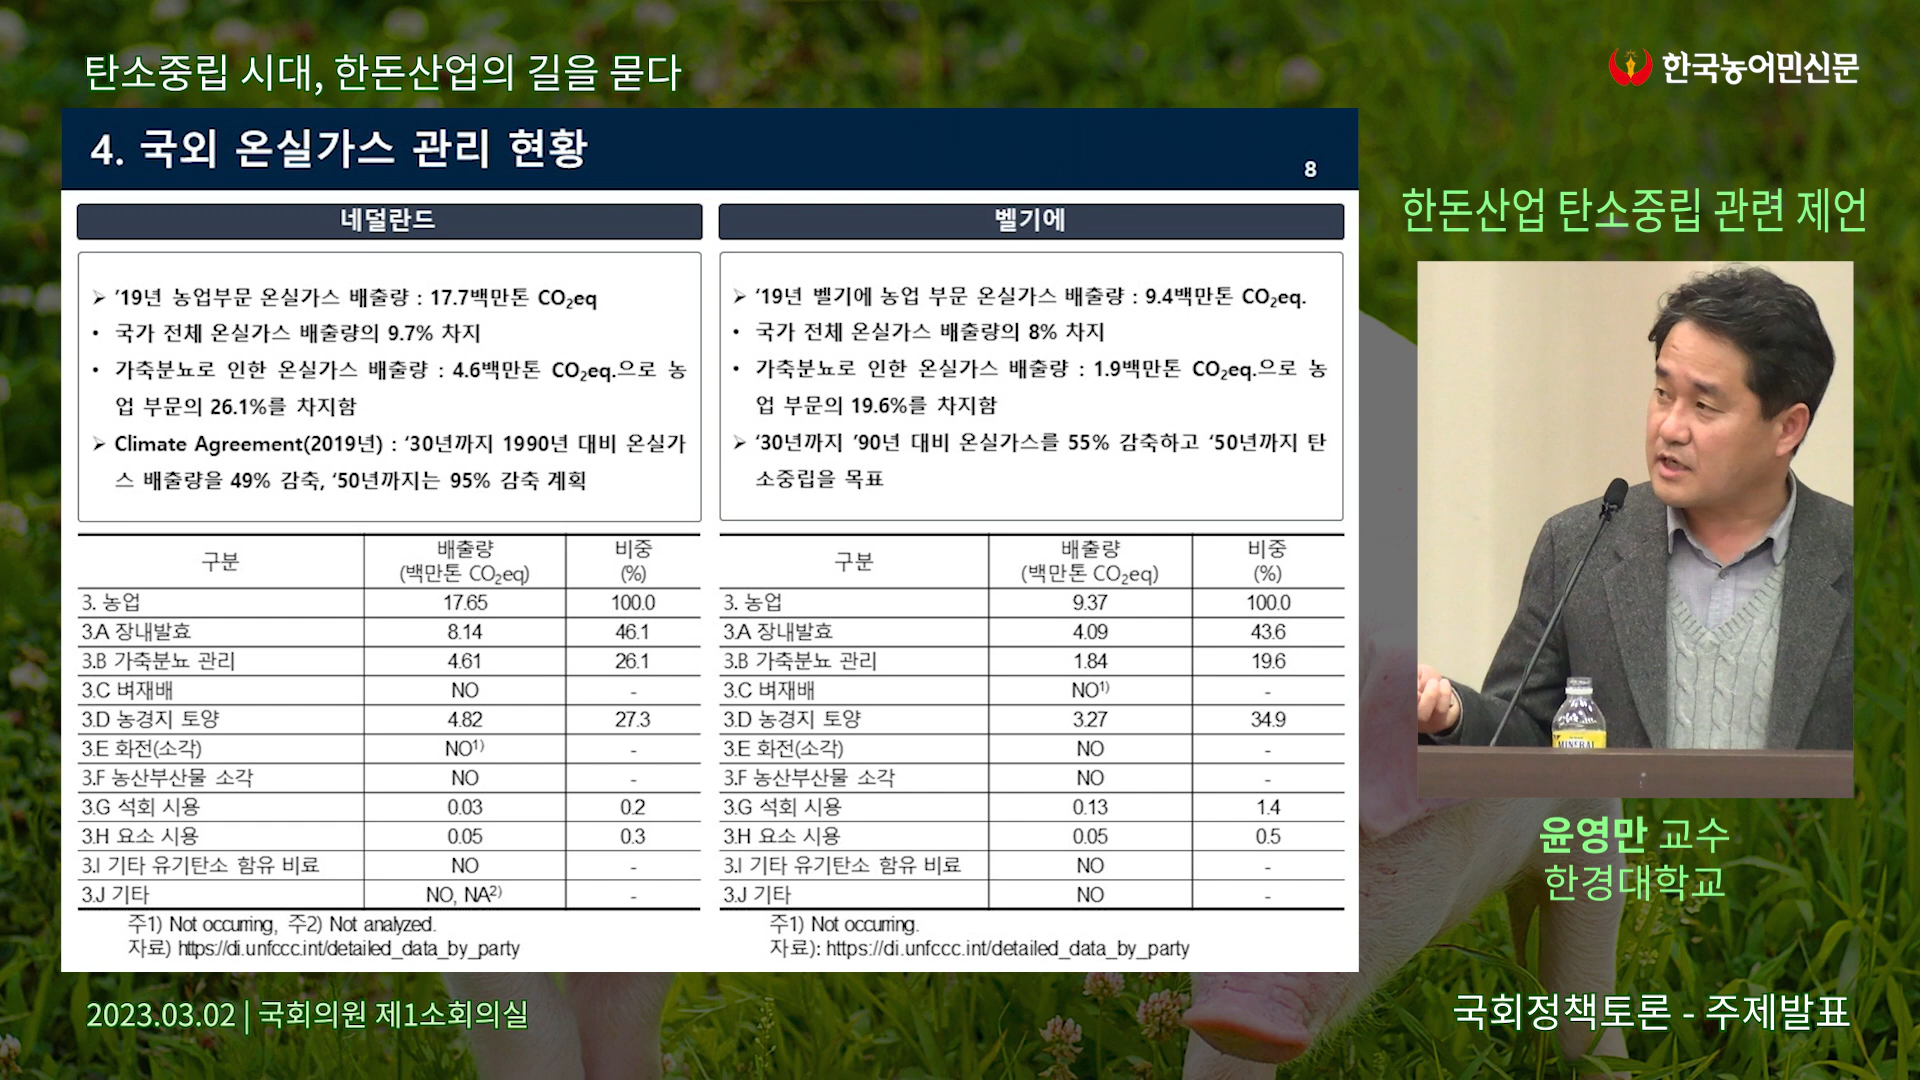 탄소중립 시대, 한돈산업의 길을 묻다
한국농어민신문
4. 국외 온실가스 관리 현황
8
네덜란드
➢ '19년 농업부문 온실가스 배출량 : 17.7백만톤 CO₂eq
• 국가 전체 온실가스 배출량의 9.7% 차지
• 가축분뇨로 인한 온실가스 배출량 : 4.6백만톤 CO₂eq.으로 농
업 부문의 26.1%를 차지함
➢ Climate Agreement(2019년) : ‘30년까지 1990년 대비 온실가
스 배출량을 49% 감축, ‘50년까지는 95% 감축 계획
구분 배출량 (백만톤 CO₂eq) 비중 (%)
3. 농업 17.65 100.0
3.A 장내발효 8.14 46.1
3.B 가축분뇨 관리 4.61 26.1
3.C 벼재배 NO -
3.D 농경지 토양 4.82 27.3
3.E 화전(소각) NO¹⁾ -
3.F 농산부산물 소각 NO -
3.G 석회 시용 0.03 0.2
3.H 요소 시용 0.05 0.3
3.I 기타 유기탄소 함유 비료 NO -
3.J 기타 NO, NA²⁾ -
주1) Not occurring, 주2) Not analyzed.
자료) https://di.unfccc.int/detailed_data_by_party
벨기에
➢ ‘19년 벨기에 농업 부문 온실가스 배출량 : 9.4백만톤 CO₂eq.
• 국가 전체 온실가스 배출량의 8% 차지
• 가축분뇨로 인한 온실가스 배출량 : 1.9백만톤 CO₂eq.으로 농
업 부문의 19.6%를 차지함
➢ ‘30년까지 ’90년 대비 온실가스를 55% 감축하고 ‘50년까지 탄
소중립을 목표
구분 배출량 (백만톤 CO₂eq) 비중 (%)
3. 농업 9.37 100.0
3.A 장내발효 4.09 43.6
3.B 가축분뇨 관리 1.84 19.6
3.C 벼재배 NO¹⁾ -
3.D 농경지 토양 3.27 34.9
3.E 화전(소각) NO -
3.F 농산부산물 소각 NO -
3.G 석회 시용 0.13 1.4
3.H 요소 시용 0.05 0.5
3.I 기타 유기탄소 함유 비료 NO -
3.J 기타 NO -
주1) Not occurring.
자료): https://di.unfccc.int/detailed_data_by_party
한돈산업 탄소중립 관련 제언
MINERAL
윤영만 교수
한경대학교
2023.03.02 | 국회의원 제1소회의실
국회정책토론 - 주제발표